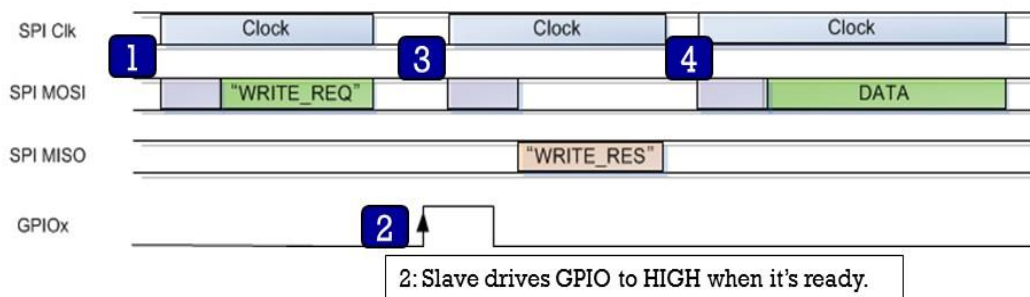 SPI Clk
Clock
Clock
Clock
1
3
4
SPI MOSI
"WRITE_REQ"
DATA
SPI MISO
"WRITE_RES"
GPIOx
2
2: Slave drives GPIO to HIGH when it's ready.